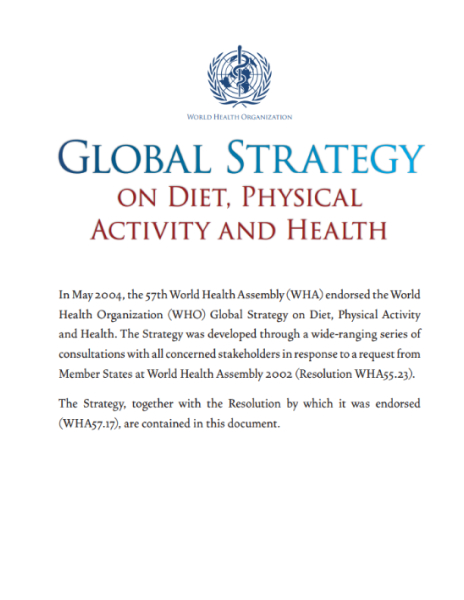 WORLD HEALTH ORGANIZATION
GLOBAL STRATEGY
ON DIET, PHYSICAL
ACTIVITY AND HEALTH
In May 2004, the 57th World Health Assembly (WHA) endorsed the World
Health Organization (WHO) Global Strategy on Diet, Physical Activity
and Health. The Strategy was developed through a wide-ranging series of
consultations with all concerned stakeholders in response to a request from
Member States at World Health Assembly 2002 (Resolution WHA55.23).
The Strategy, together with the Resolution by which it was endorsed
(WHA57.17), are contained in this document.